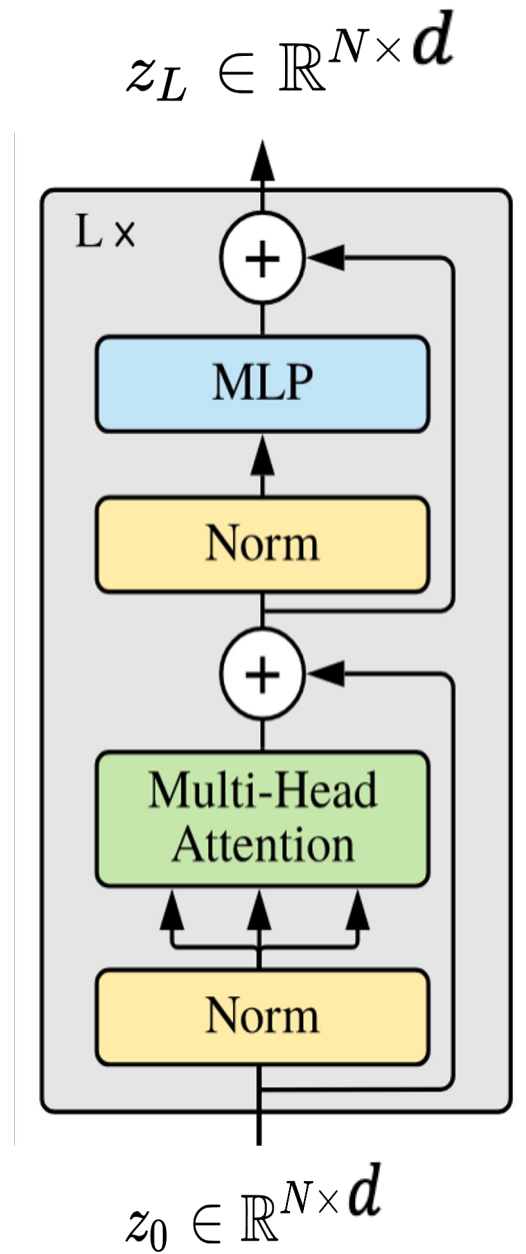 z_L ∈ ℝ^{N×d}
L ×
+
MLP
Norm
+
Multi-Head
Attention
Norm
z_0 ∈ ℝ^{N×d}